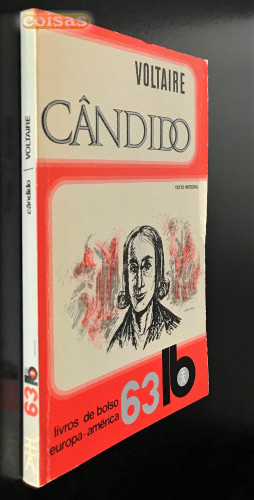 coisas
VOLTAIRE
CÂNDIDO
TEXTO INTEGRAL
livros de bolso
europa-américa
63 lb
cândido | VOLTAIRE
63 lb